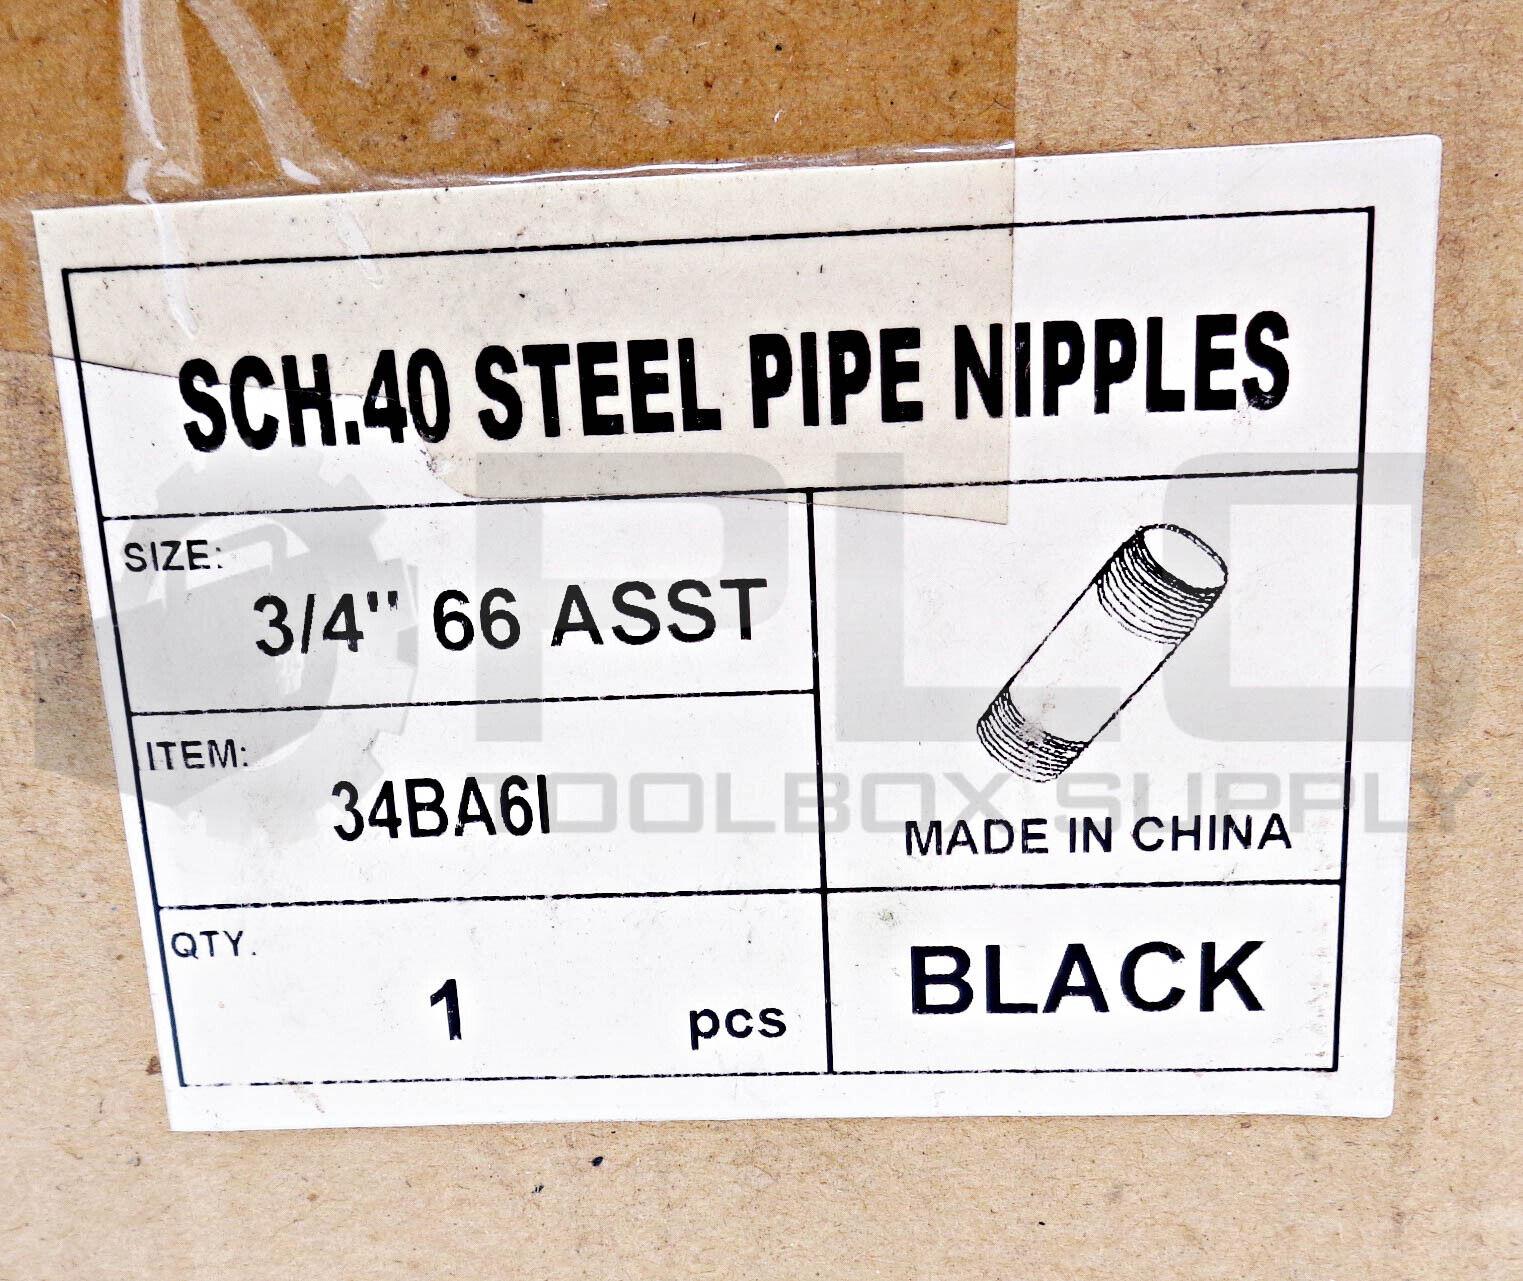 SCH.40 STEEL PIPE NIPPLES
SIZE:
3/4" 66 ASST
ITEM:
34BA6I
MADE IN CHINA
QTY.
1 pcs
BLACK
PLC
TOOLBOX SUPPLY